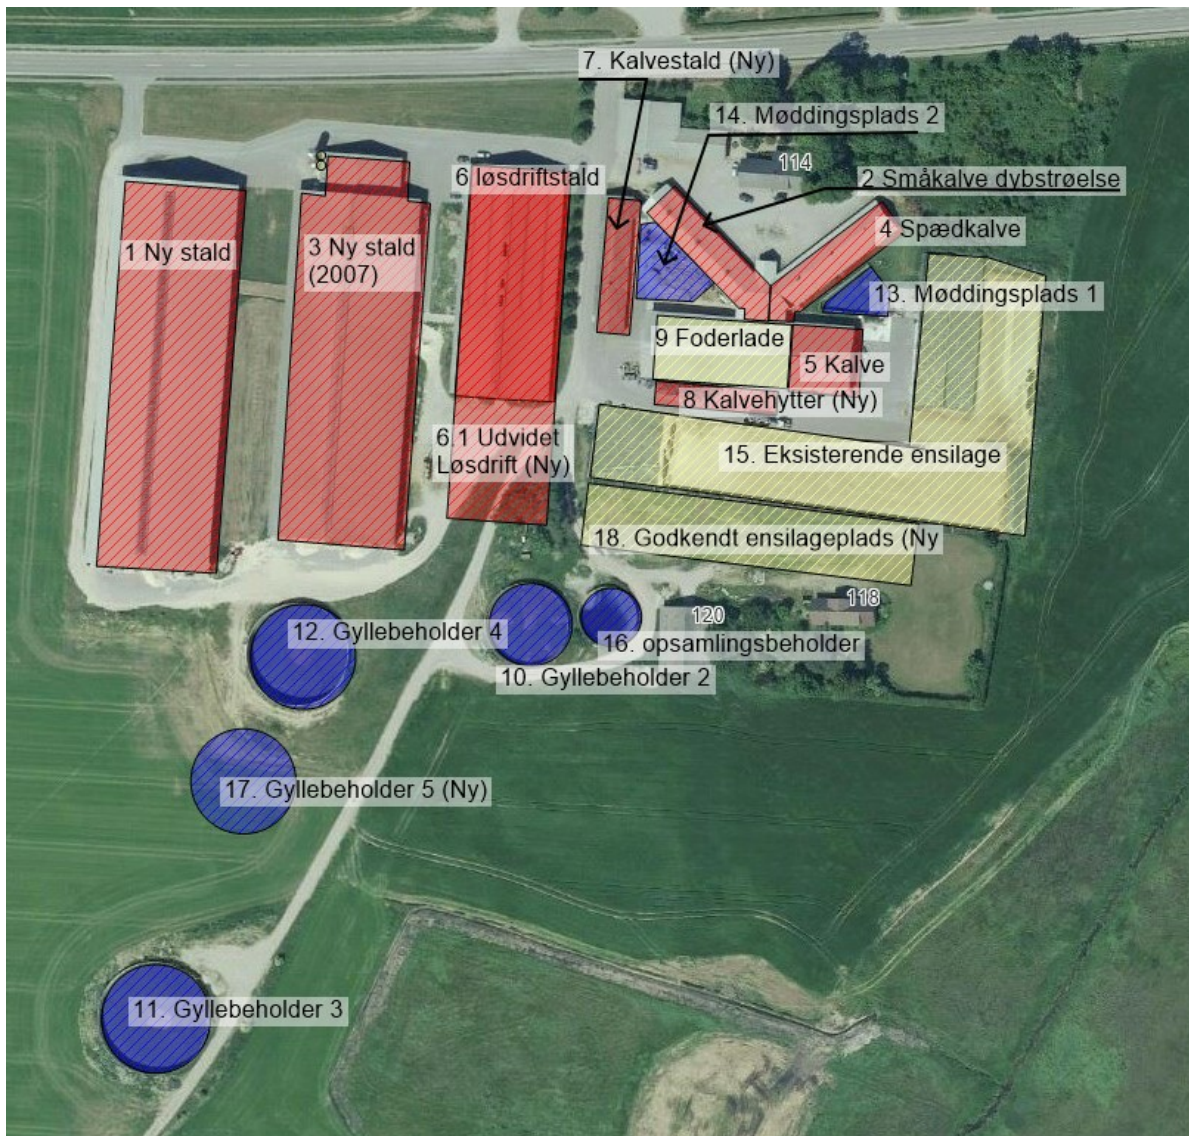 7. Kalvestald (Ny)
14. Møddingsplads 2
114
6 løsdriftstald
2 Småkalve dybstrøelse
4 Spædkalve
1 Ny stald
3 Ny stald
(2007)
13. Møddingsplads 1
9 Foderlade
5 Kalve
8 Kalvehytter (Ny)
6.1 Udvidet
Løsdrift (Ny)
15. Eksisterende ensilage
18. Godkendt ensilageplads (Ny
118
120
12. Gyllebeholder 4
16. opsamlingsbeholder
10. Gyllebeholder 2
17. Gyllebeholder 5 (Ny)
11. Gyllebeholder 3